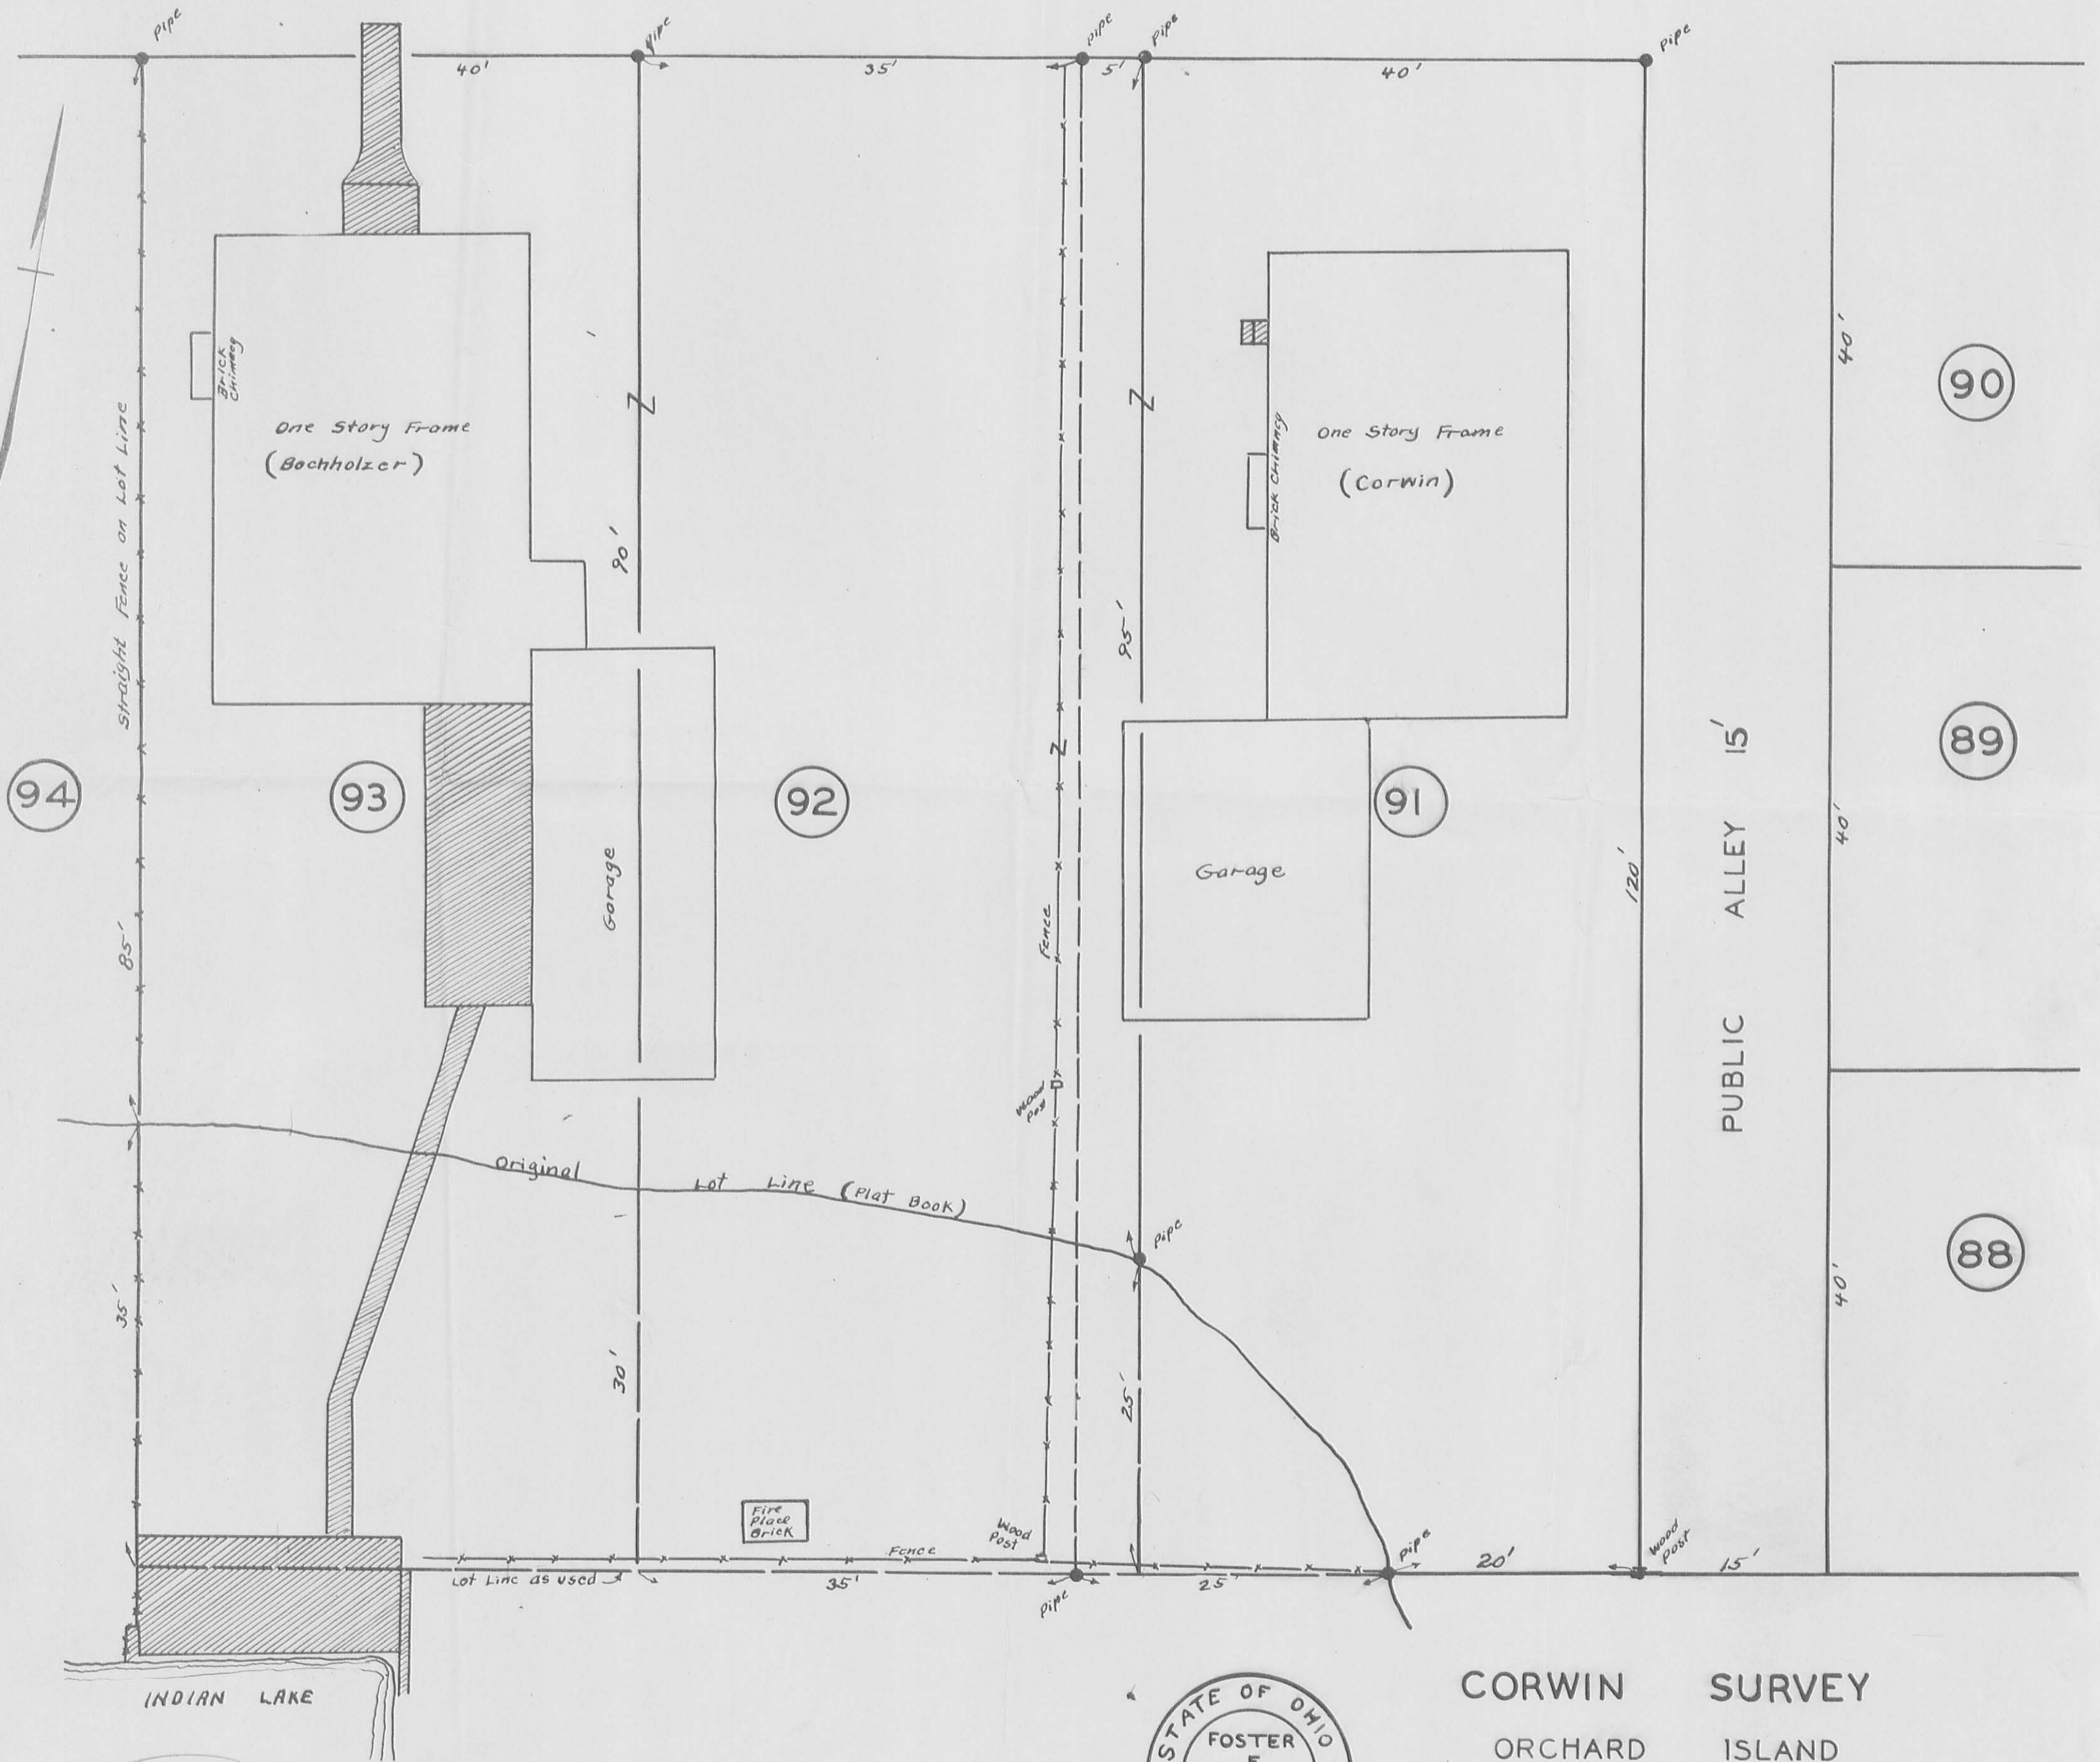 Pipe
Pipe
Pipe
Pipe
Pipe
40'
35'
5'
40'
Brick
Chimney
One Story Frame
(Bochholzer)
Straight Fence on Lot Line
90'
Brick Chimney
One Story Frame
(Corwin)
95'
40'
90
94
93
92
91
89
Garage
Garage
Fence
85'
120'
PUBLIC ALLEY 15'
40'
Wood
Post
Original Lot Line (Plat Book)
Pipe
88
35'
30'
25'
40'
Fire
Place
Brick
Wood
Post
Fence
Lot Line as used
35'
Pipe
25'
Pipe
20'
Wood
Post
15'
INDIAN LAKE
STATE OF OHIO
FOSTER
E
CORWIN SURVEY
ORCHARD ISLAND